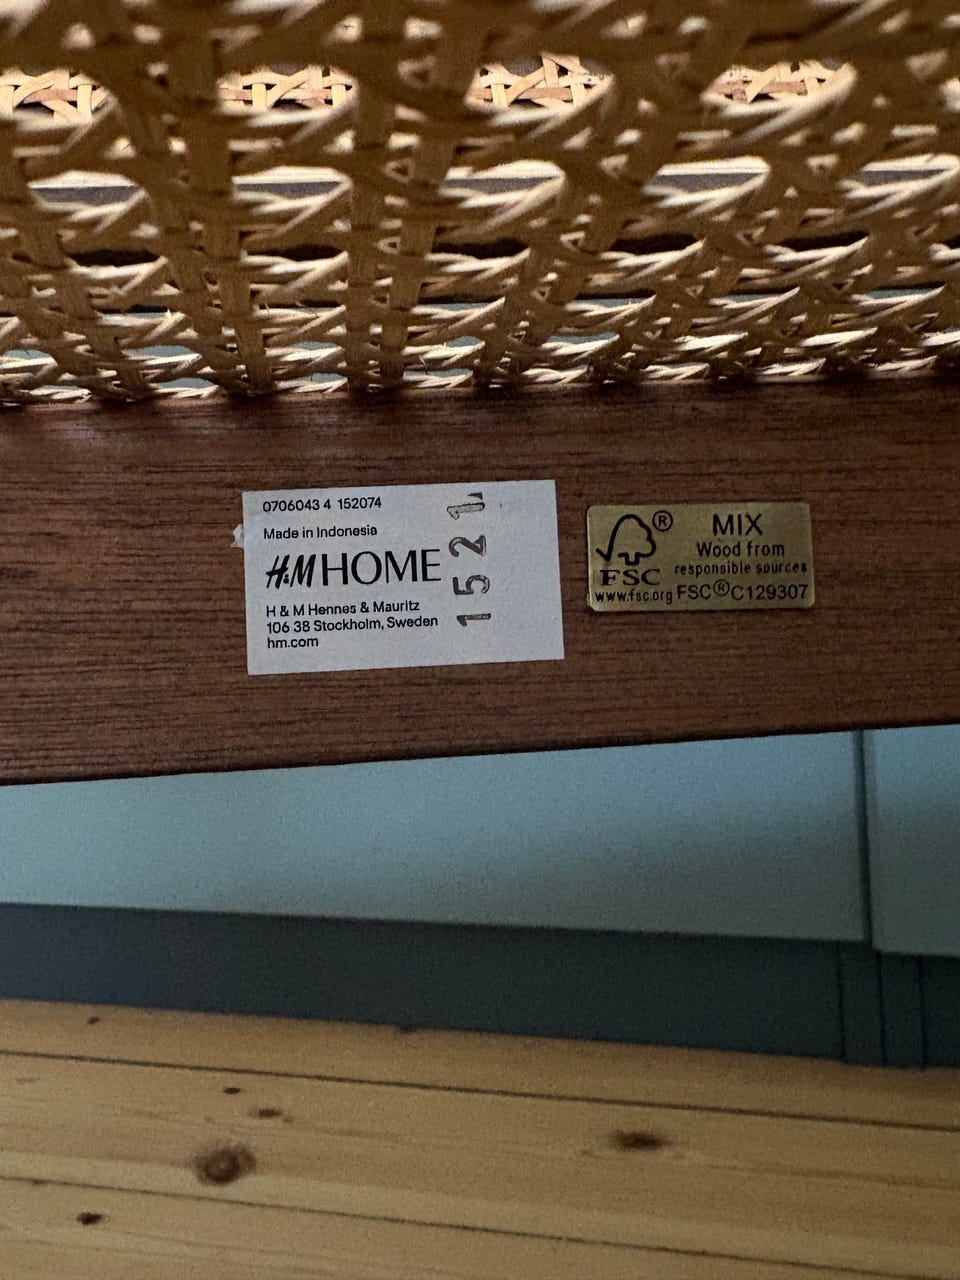 0706043 4 152074
Made in Indonesia
H&M HOME
H & M Hennes & Mauritz
106 38 Stockholm, Sweden
hm.com
1521
®
MIX
Wood from
responsible sources
FSC
www.fsc.org FSC®C129307